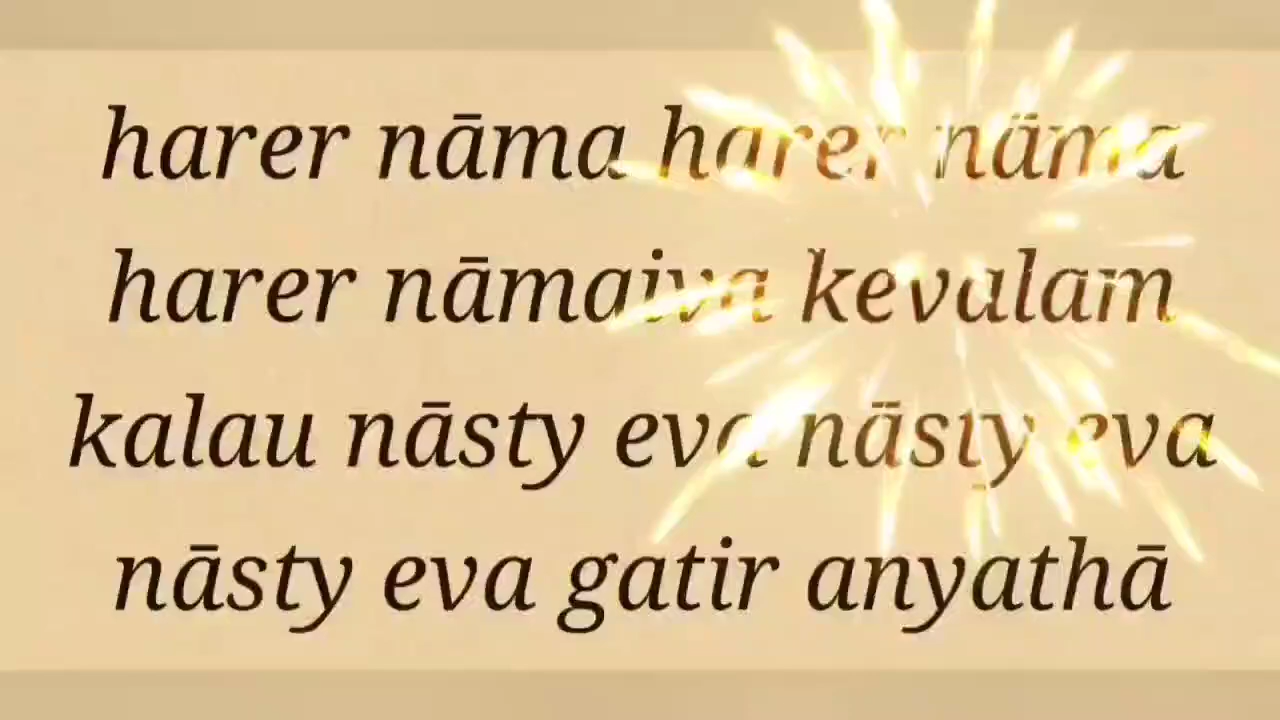 harer nāma harer nāma
harer nāmaiva kevalam
kalau nāsty eva nāsty eva
nāsty eva gatir anyathā